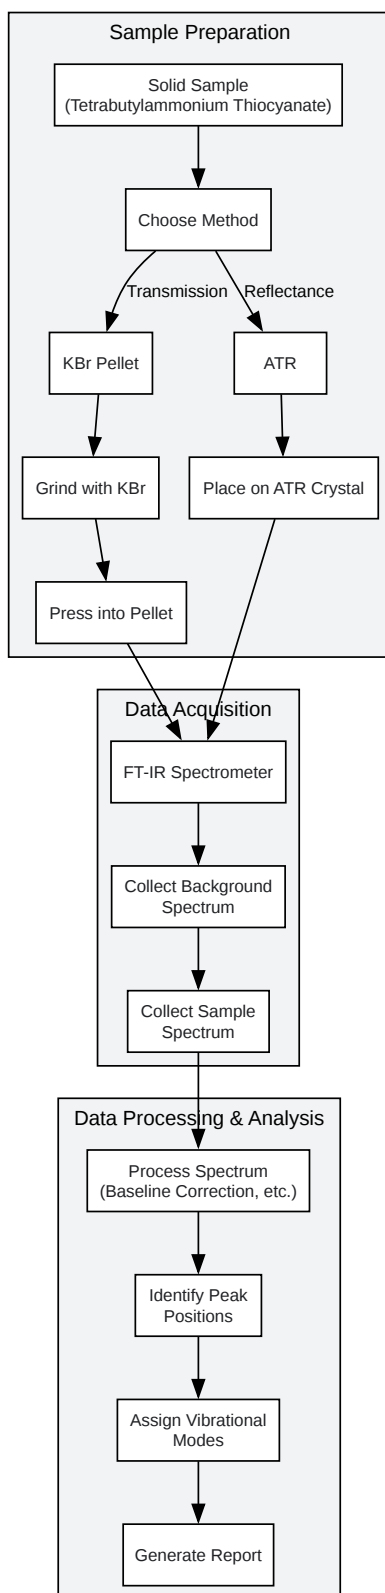 Sample Preparation
Solid Sample
(Tetrabutylammonium Thiocyanate)
Choose Method
Transmission
Reflectance
KBr Pellet
ATR
Grind with KBr
Place on ATR Crystal
Press into Pellet
Data Acquisition
FT-IR Spectrometer
Collect Background
Spectrum
Collect Sample
Spectrum
Data Processing & Analysis
Process Spectrum
(Baseline Correction, etc.)
Identify Peak
Positions
Assign Vibrational
Modes
Generate Report